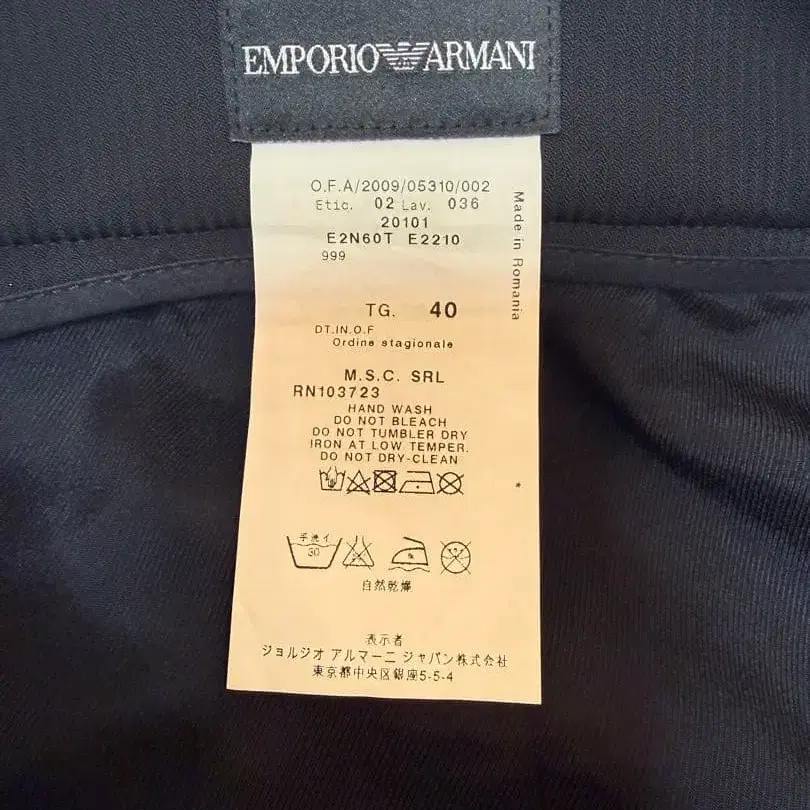 EMPORIO ARMANI
O.F.A/2009/05310/002
Etic. 02 Lav. 036
20101
E2N60T E2210
999
Made in Romania
TG. 40
DT.IN.O.F
Ordine stagionale
M.S.C. SRL
RN103723
HAND WASH
DO NOT BLEACH
DO NOT TUMBLER DRY
IRON AT LOW TEMPER.
DO NOT DRY-CLEAN
手洗イ
30
自然乾燥
表示者
ジョルジオ アルマーニ ジャパン株式会社
東京都中央区銀座5-5-4